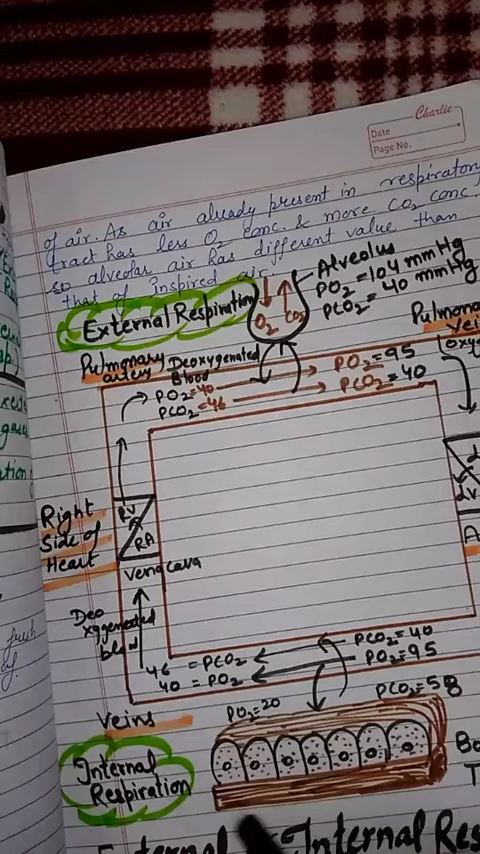 Charlie
Date
Page No.
of air. As air already present in respiratory
tract has less O2 conc. & more CO2 conc.
so alveolar air has different value than
that of inspired air.
Alveolus
PO2=104 mmHg
PCO2=40 mmHg
External Respiration
O2 CO2
Pulmonary
artery
Deoxygenated
Blood
PO2=40
PCO2=46
PO2=95
PCO2=40
Right
Side of
Heart
RV
RA
Vena cava
Deo
xygenated
blood
46 = PCO2
40 = PO2
PCO2=40
PO2=95
Veins
PO2=20
PCO2=58
Internal
Respiration